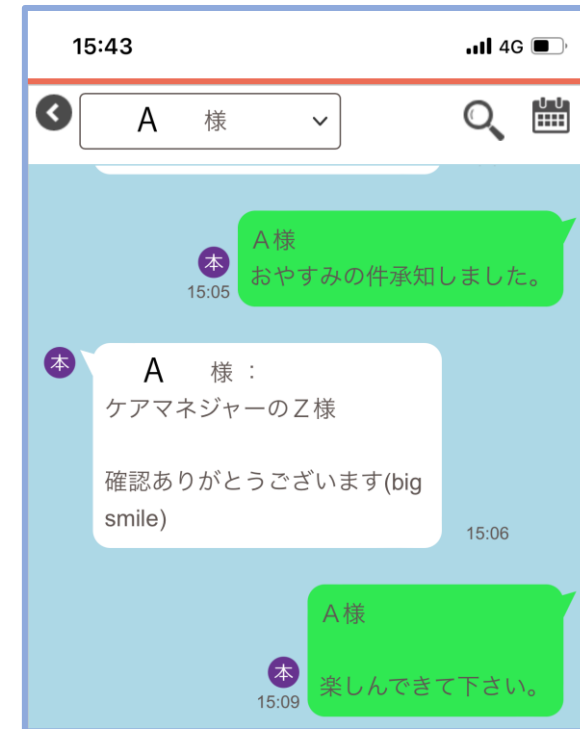 15:43
4G
A 様
A様
おやすみの件承知しました。
本
15:05
本
A 様：
ケアマネジャーのZ様
確認ありがとうございます(big
smile)
15:06
A様
楽しんできて下さい。
本
15:09